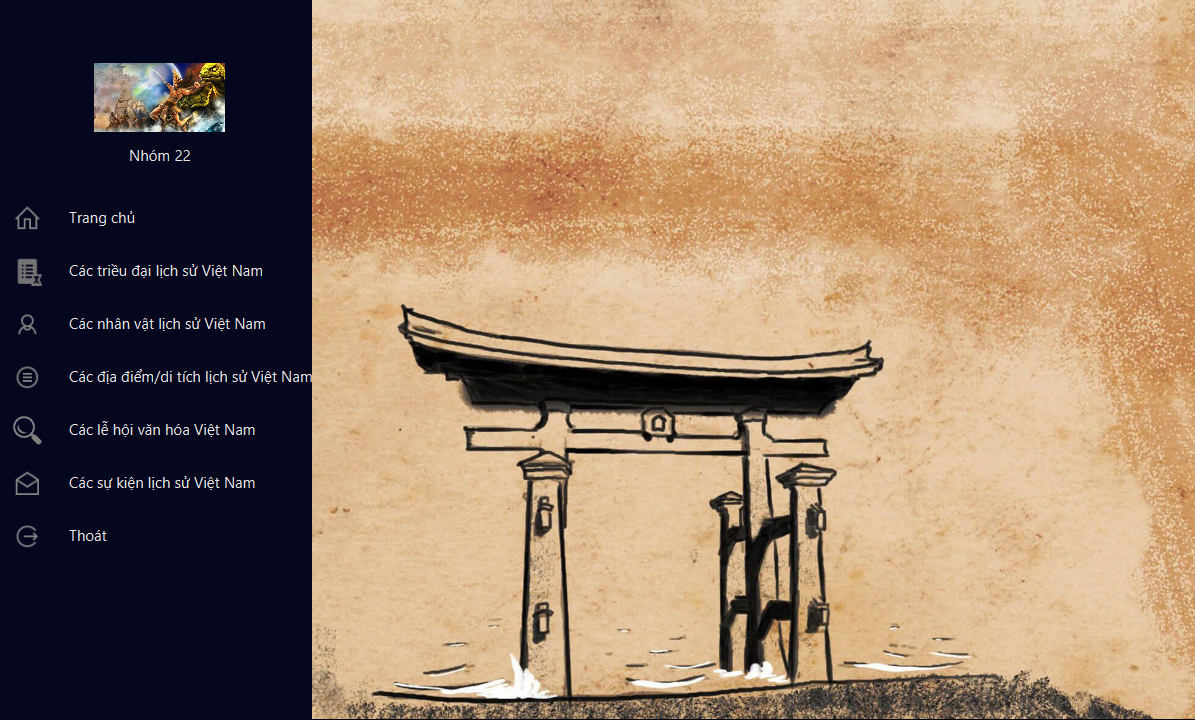 Nhóm 22
Trang chủ
Các triều đại lịch sử Việt Nam
Các nhân vật lịch sử Việt Nam
Các địa điểm/di tích lịch sử Việt Nam
Các lễ hội văn hóa Việt Nam
Các sự kiện lịch sử Việt Nam
Thoát